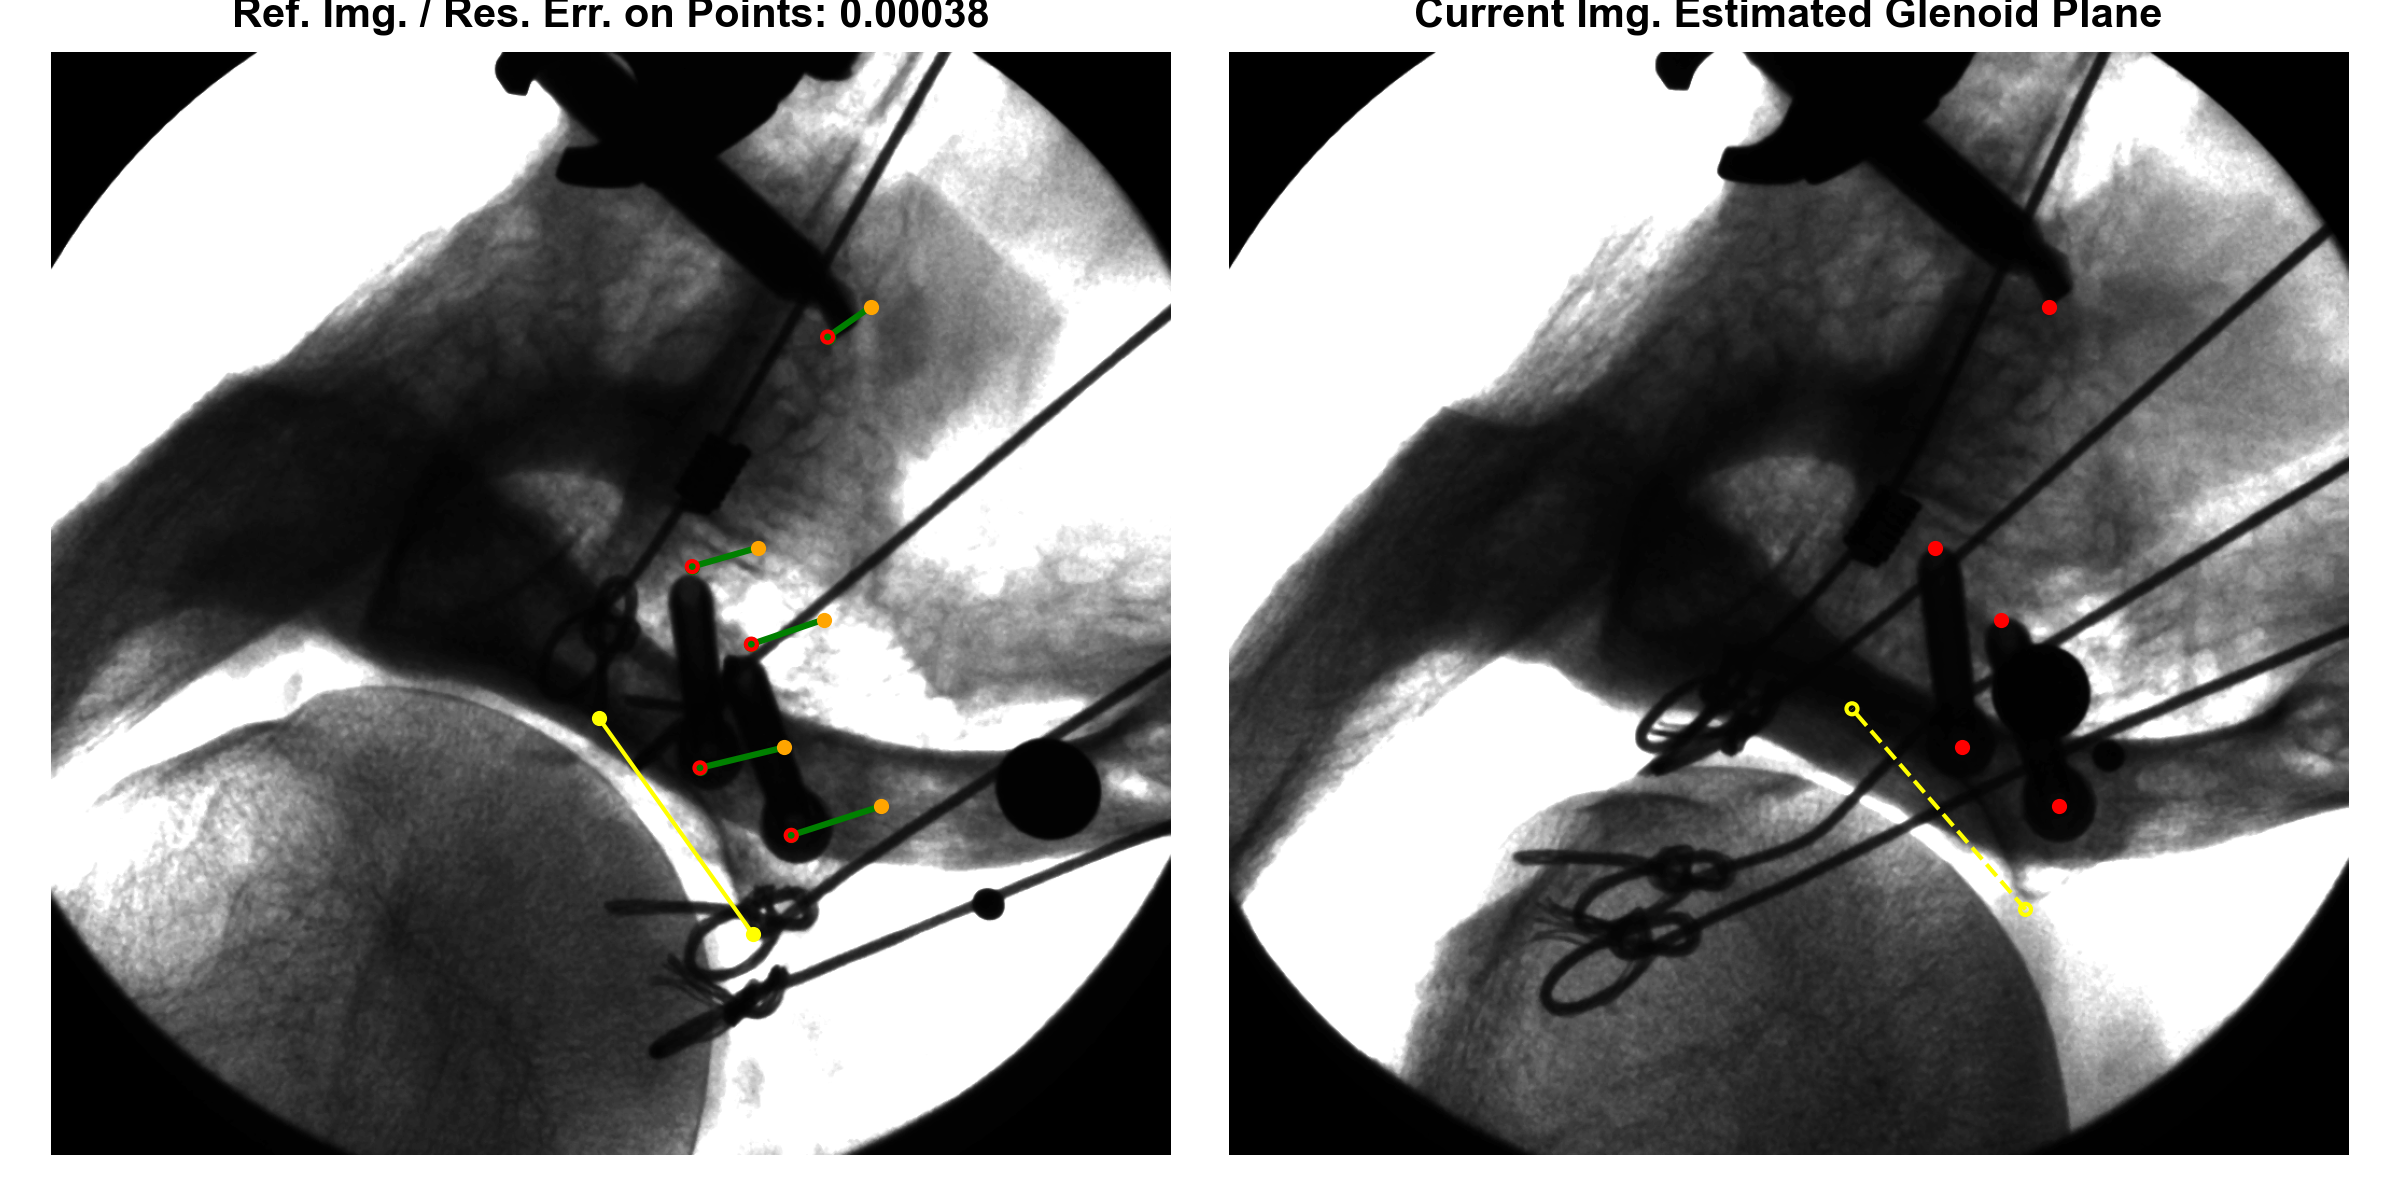 Ref. Img. / Res. Err. on Points: 0.00038
Current Img. Estimated Glenoid Plane